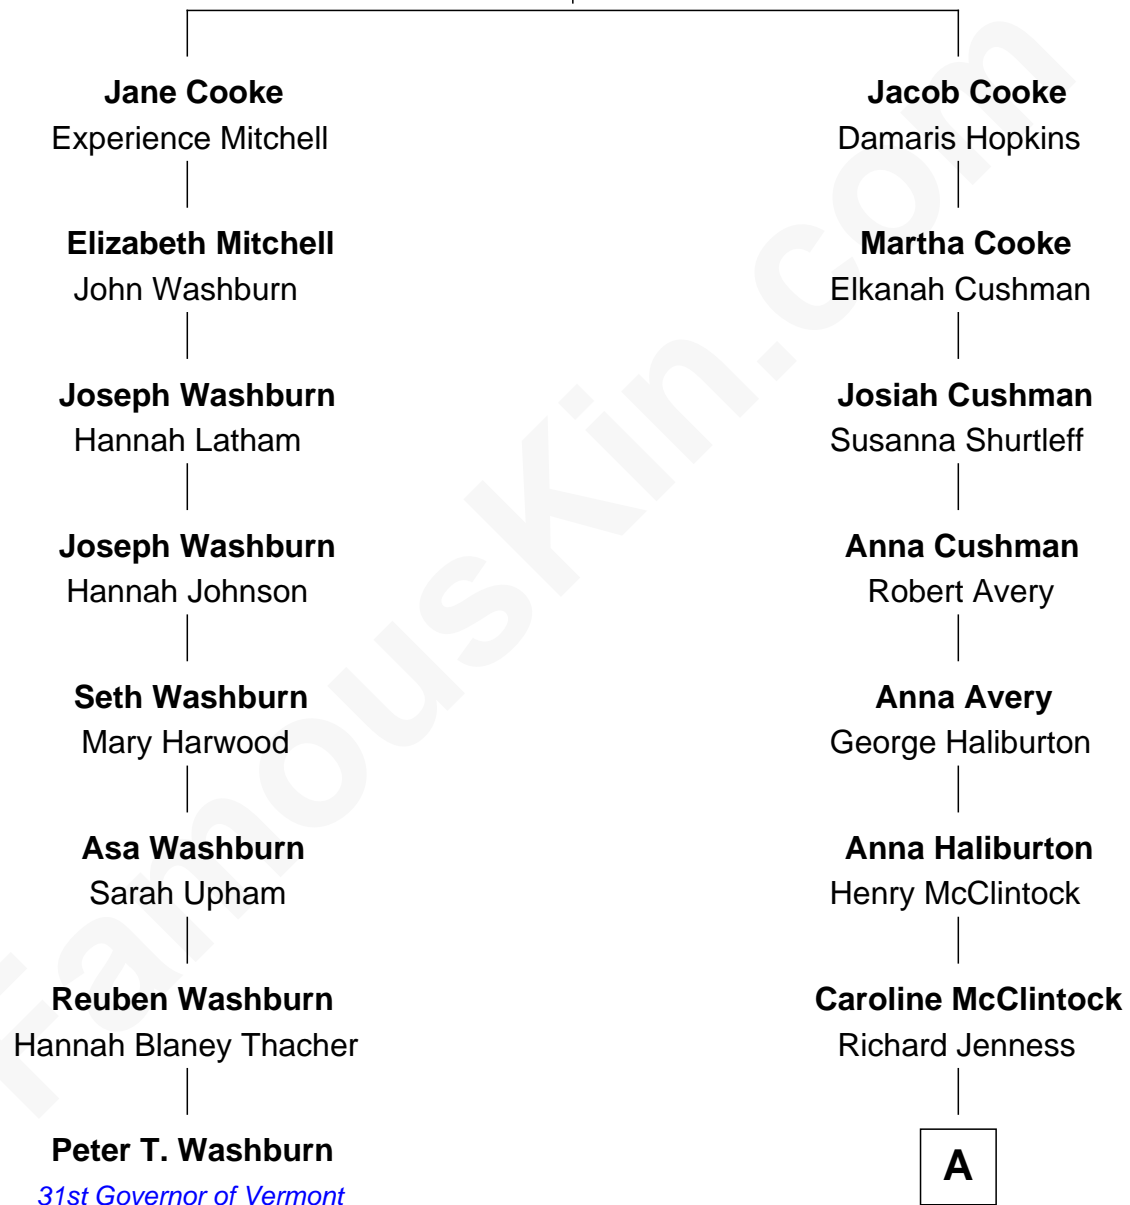 Jane Cooke
Experience Mitchell
Jacob Cooke
Damaris Hopkins
Elizabeth Mitchell
John Washburn
Martha Cooke
Elkanah Cushman
Joseph Washburn
Hannah Latham
Josiah Cushman
Susanna Shurtleff
Joseph Washburn
Hannah Johnson
Anna Cushman
Robert Avery
Seth Washburn
Mary Harwood
Anna Avery
George Haliburton
Asa Washburn
Sarah Upham
Anna Haliburton
Henry McClintock
Reuben Washburn
Hannah Blaney Thacher
Caroline McClintock
Richard Jenness
Peter T. Washburn
31st Governor of Vermont
A
FamousKin.com